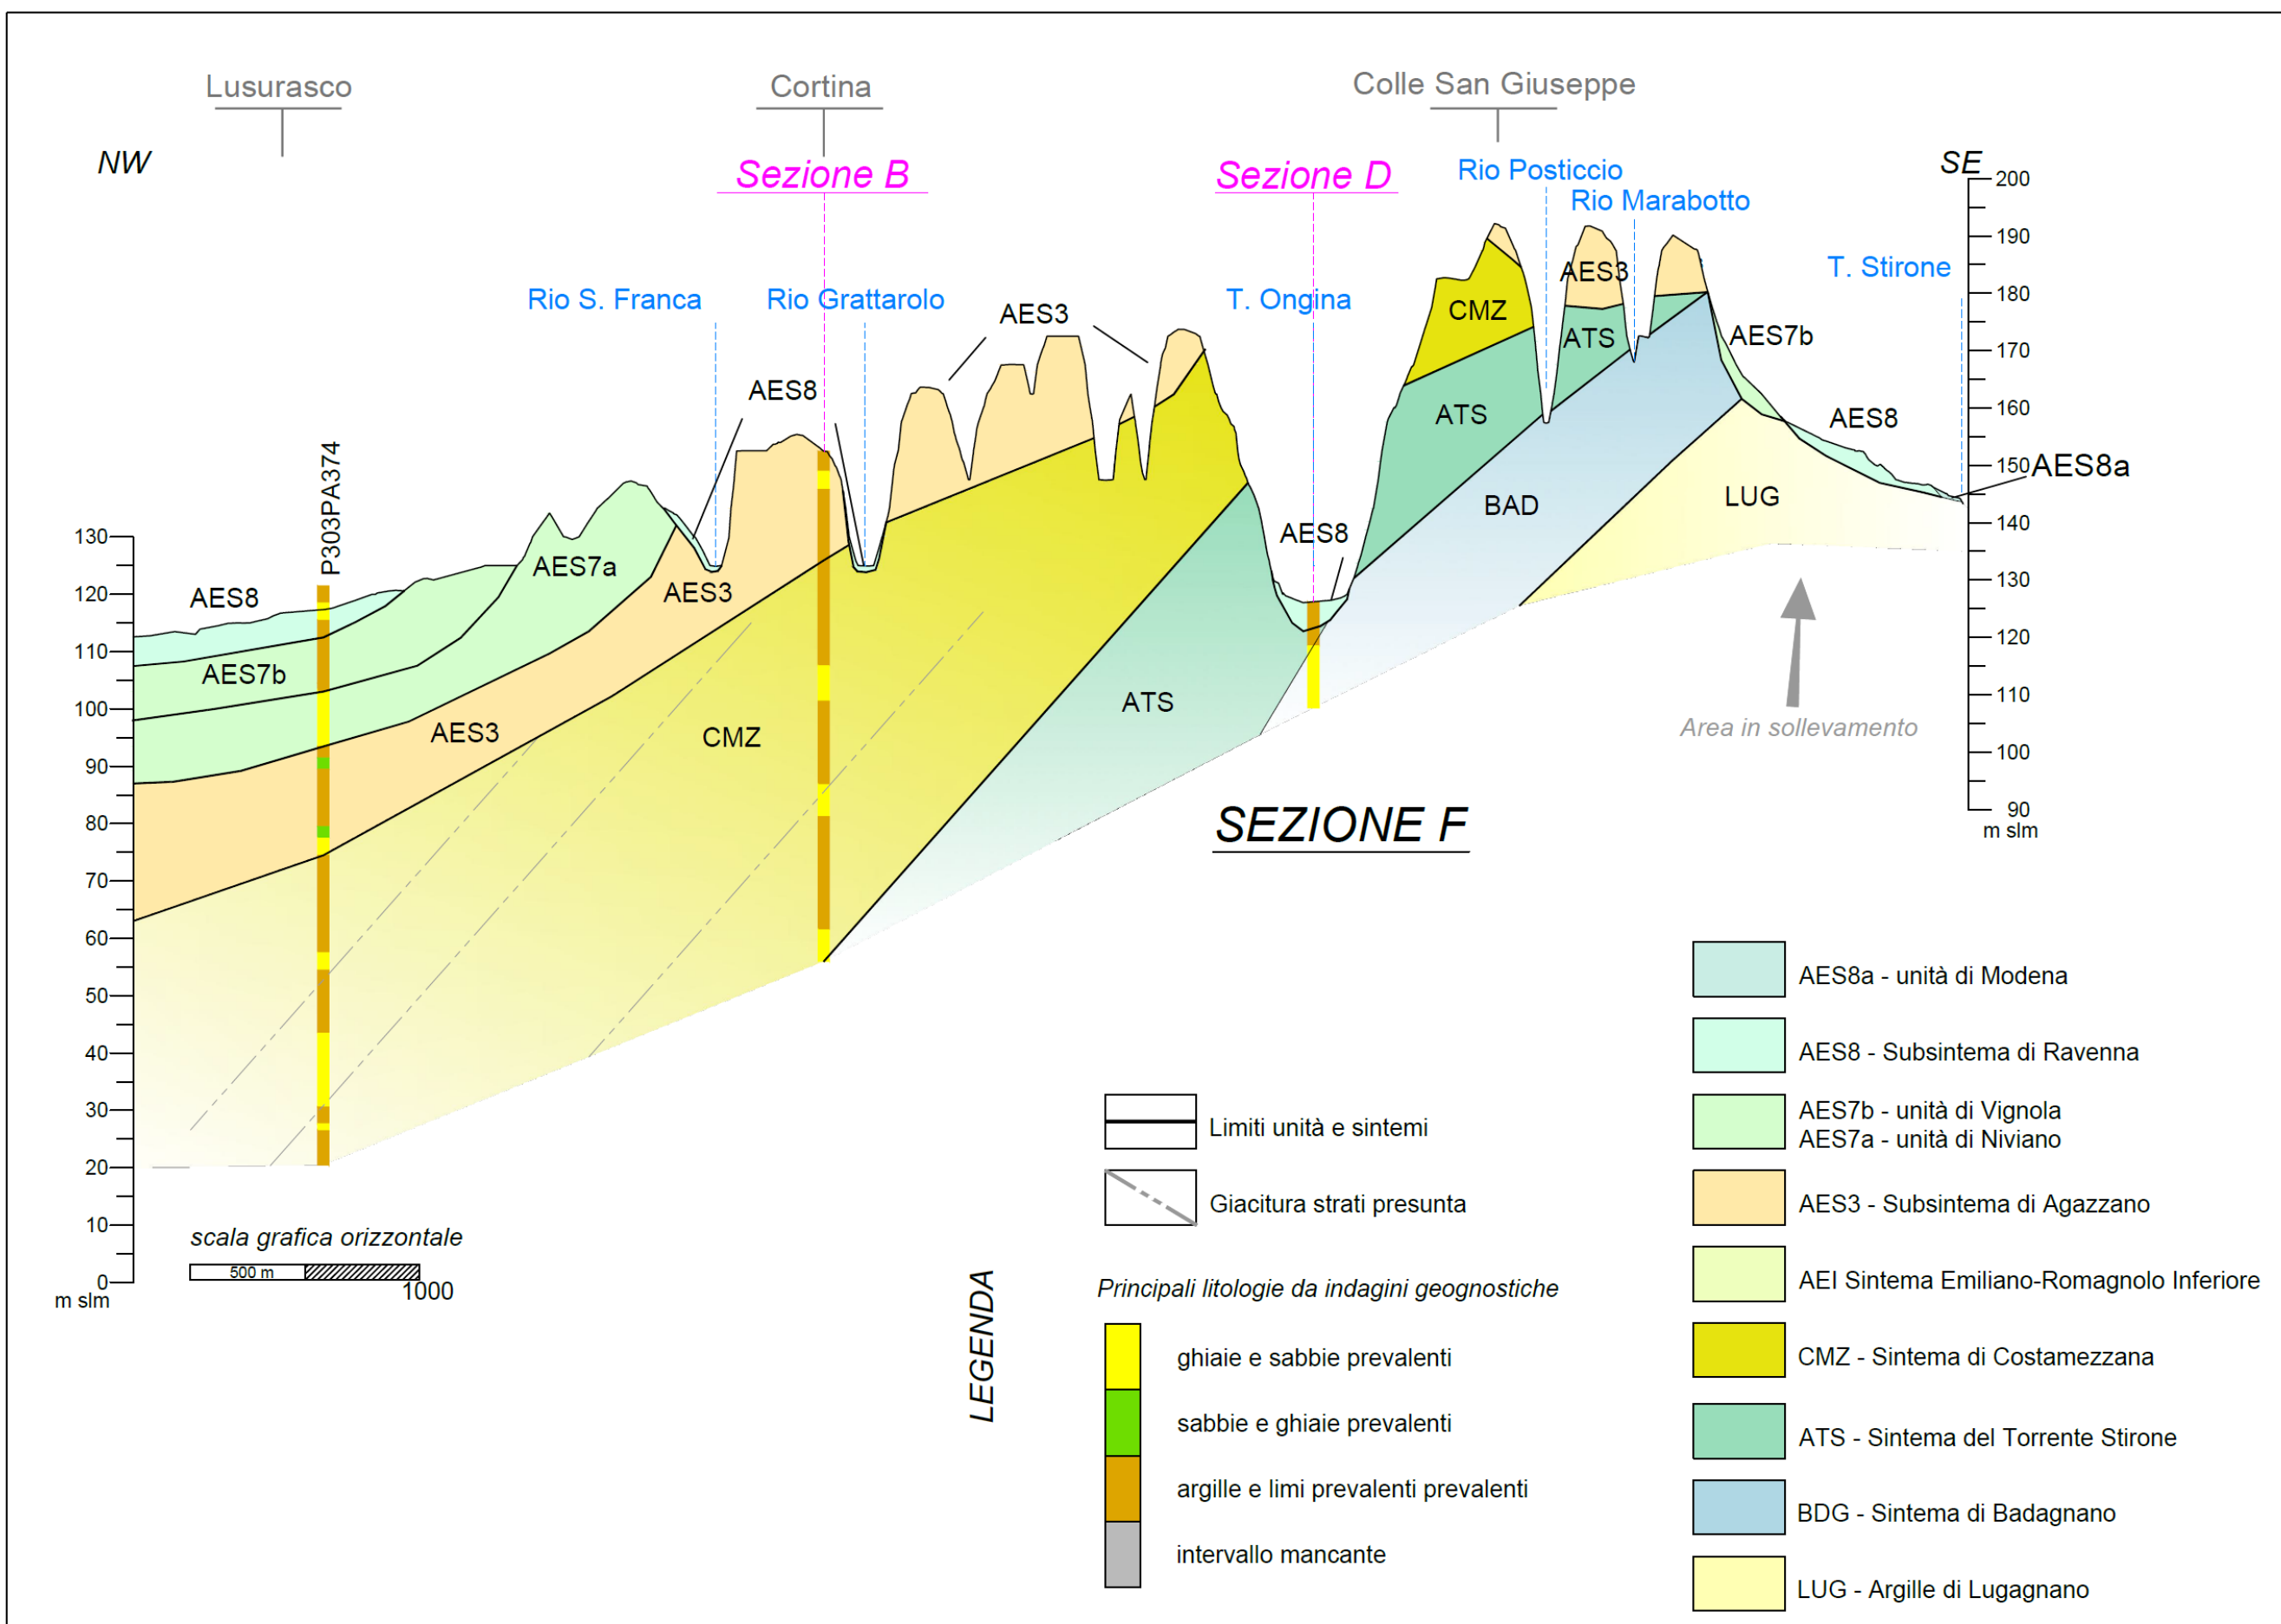 Lusurasco
Cortina
Colle San Giuseppe
NW
Sezione B
Sezione D
Rio Posticcio
SE
Rio Marabotto
T. Stirone
Rio S. Franca
Rio Grattarolo
T. Ongina
AES3
AES3
CMZ
ATS
AES7b
AES8
AES8
AES8a
ATS
P303PA374
LUG
BAD
AES8
AES7a
AES3
AES8
AES7b
ATS
AES3
CMZ
Area in sollevamento
SEZIONE F
200
190
180
170
160
150
140
130
120
110
100
90
m slm
130
120
110
100
90
80
70
60
50
40
30
20
10
0
m slm
scala grafica orizzontale
500 m
1000
LEGENDA
Limiti unità e sintemi
Giacitura strati presunta
Principali litologie da indagini geognostiche
ghiaie e sabbie prevalenti
sabbie e ghiaie prevalenti
argille e limi prevalenti prevalenti
intervallo mancante
AES8a - unità di Modena
AES8 - Subsintema di Ravenna
AES7b - unità di Vignola
AES7a - unità di Niviano
AES3 - Subsintema di Agazzano
AEI Sintema Emiliano-Romagnolo Inferiore
CMZ - Sintema di Costamezzana
ATS - Sintema del Torrente Stirone
BDG - Sintema di Badagnano
LUG - Argille di Lugagnano